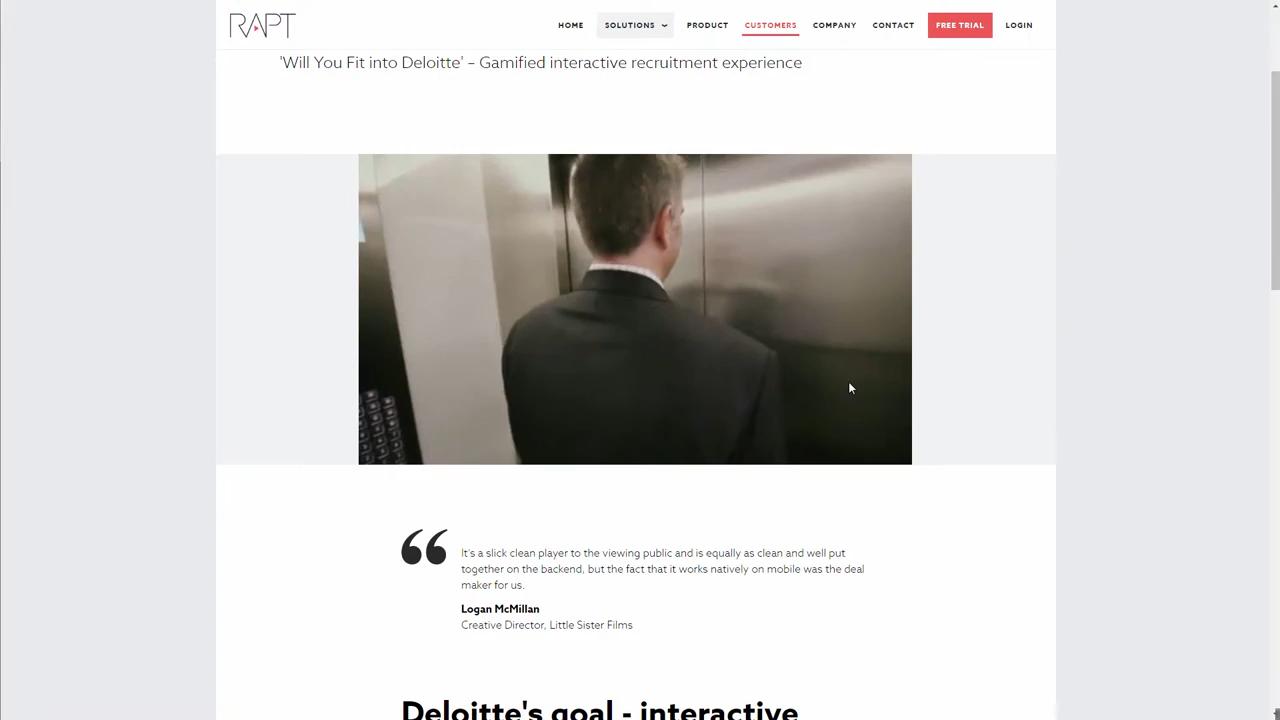 RAPT
HOME SOLUTIONS PRODUCT CUSTOMERS COMPANY CONTACT FREE TRIAL LOGIN
'Will You Fit into Deloitte' – Gamified interactive recruitment experience
“
It's a slick clean player to the viewing public and is equally as clean and well put
together on the backend, but the fact that it works natively on mobile was the deal
maker for us.
Logan McMillan
Creative Director, Little Sister Films
Deloitte's goal - interactive